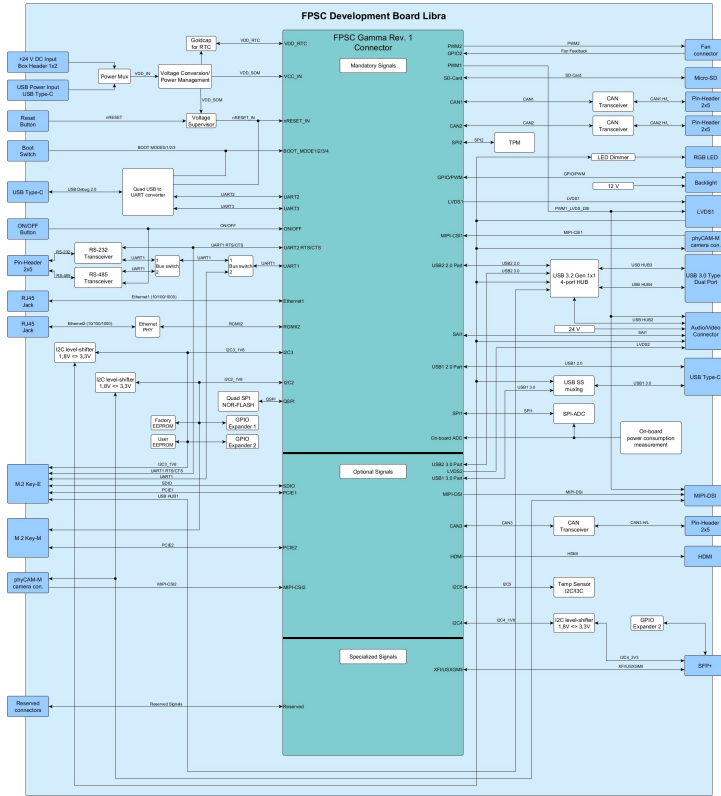 FPSC Development Board Libra
FPSC Gamma Rev. 1
Connector
Mandatory Signals
+24 V DC Input
Box Header 1x2
USB Power Input
USB Type-C
Reset
Button
Boot
Switch
USB Type-C
ON/OFF
Button
Pin-Header
2x5
RJ45
Jack
RJ45
Jack
M.2 Key-E
M.2 Key-M
phyCAM-M
camera con.
Reserved
connectors
Power Mux
VDD_IN
Goldcap
for RTC
VDD_RTC
VDD_RTC
Voltage Conversion/
Power Management
VDD_SOM
VCC_IN
VDD_SOM
nRESET
Voltage
Supervisor
nRESET_IN
nRESET_IN
BOOT MODE0/1/2/3
BOOT_MODE1/2/3/4
USB Debug 2.0
Quad USB to
UART converter
UART2
UART2
UART3
UART3
ON/OFF
ON/OFF
RS-232
RS-232
Transceiver
UART1
RS-485
RS-485
Transceiver
UART1
1
Bus switch
2
UART1
UART1 RTS/CTS
UART2 RTS/CTS
1
Bus switch
2
UART1
UART1
Ethernet1 (10/100/1000)
Ethernet1
Ethernet2 (10/100/1000)
Ethernet
PHY
RGMII2
RGMII2
I2C level-shifter
1,8V <> 3,3V
I2C3_1V8
I2C3
I2C level-shifter
1,8V <> 3,3V
I2C2_1V8
I2C2
Quad SPI
NOR-FLASH
QSPI
QSPI
Factory
EEPROM
GPIO
Expander 1
User
EEPROM
GPIO
Expander 2
I2C3_1V8
UART1 RTS/CTS
UART1
SDIO
SDIO
PCIE1
PCIE1
USB HUB1
PCIE2
PCIE2
MIPI-CSI2
MIPI-CSI2
Reserved Signals
Reserved
Optional Signals
Specialized Signals
PWM2
PWM2
GPIO2
Fan Feedback
Fan
connector
PWM1
SD-Card
SD-Card
Micro-SD
CAN1
CAN1
CAN
Transceiver
CAN1 H/L
Pin-Header
2x5
CAN2
CAN2
CAN
Transceiver
CAN2 H/L
Pin-Header
2x5
SPI2
SPI2
TPM
LED Dimmer
RGB LED
GPIO/PWM
GPIO/PWM
12 V
Backlight
LVDS1
LVDS1
PWM1_LVDS_DSI
LVDS1
MIPI-CSI1
MIPI-CSI1
phyCAM-M
camera con.
USB2 2.0 Port
USB2 2.0
USB2 3.0
USB 3.2 Gen 1x1
4-port HUB
USB HUB3
USB HUB4
USB 3.0 Type
Dual Port
USB HUB2
24 V
SAI1
SAI1
LVDS2
Audio/Video
Connector
USB1 2.0 Port
USB1 2.0
USB SS
muxing
USB1 3.0
USB1 3.0
USB Type-C
SPI1
SPI1
SPI-ADC
On-board ADC
On-board
power consumption
measurement
USB2 3.0 Port
LVDS2
USB1 3.0 Port
MIPI-DSI
MIPI-DSI
MIPI-DSI
CAN3
CAN3
CAN
Transceiver
CAN3 H/L
Pin-Header
2x5
HDMI
HDMI
HDMI
I2C5
I2C5
Temp Sensor
I2C/I3C
I2C4
I2C4_1V8
I2C level-shifter
1,8V <> 3,3V
GPIO
Expander 2
I2C4_3V3
XFI/USXGMII
XFI/USXGMII
SFP+